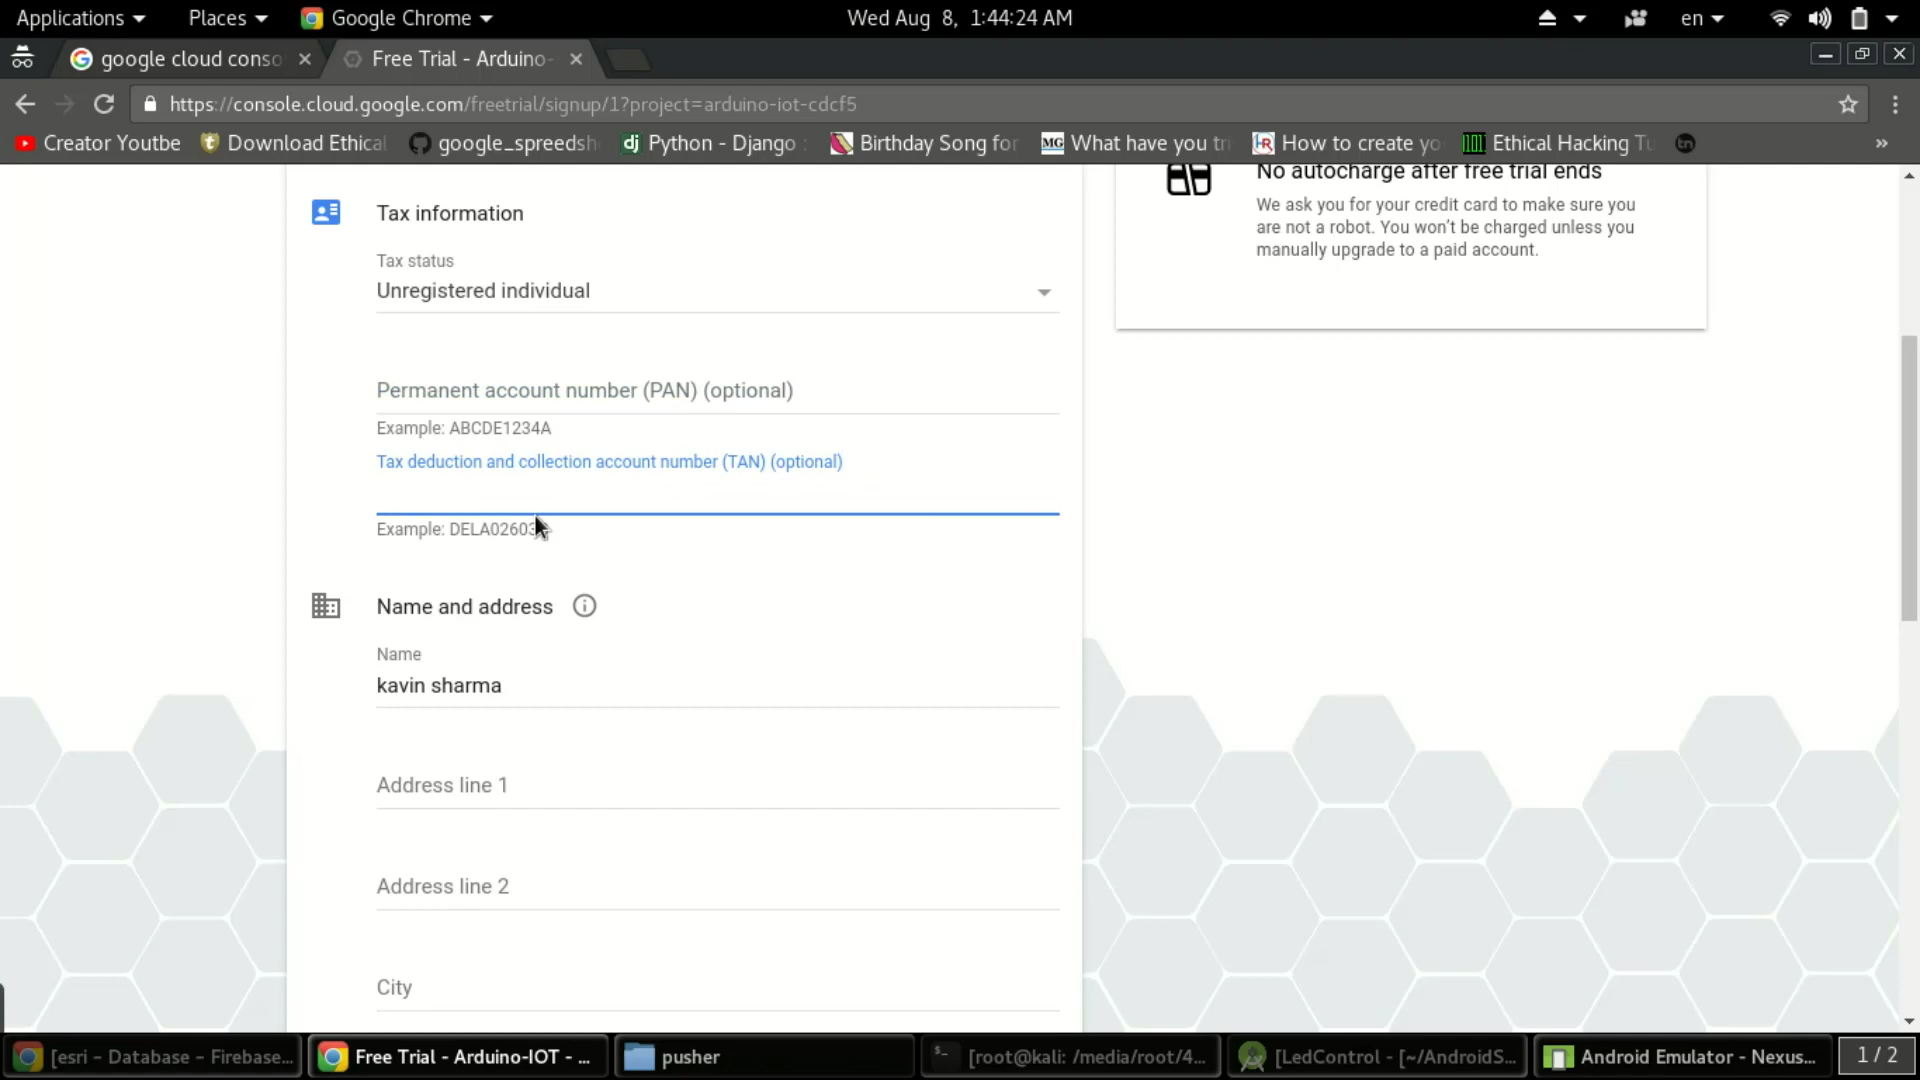 Applications Places Google Chrome Wed Aug 8, 1:44:24 AM en
google cloud conso Free Trial - Arduino-
https://console.cloud.google.com/freetrial/signup/1?project=arduino-iot-cdcf5
Creator Youtbe Download Ethical google_spreedsh dj Python - Django : Birthday Song for MG What have you tri HR How to create yo Ethical Hacking Tu »
No autocharge after free trial ends
We ask you for your credit card to make sure you
are not a robot. You won't be charged unless you
manually upgrade to a paid account.
Tax information
Tax status
Unregistered individual
Permanent account number (PAN) (optional)
Example: ABCDE1234A
Tax deduction and collection account number (TAN) (optional)
Example: DELA02603
Name and address
Name
kavin sharma
Address line 1
Address line 2
City
[esri – Database – Firebase... Free Trial - Arduino-IOT - ... pusher [root@kali: /media/root/4... [LedControl - [~/AndroidS... Android Emulator - Nexus... 1 / 2